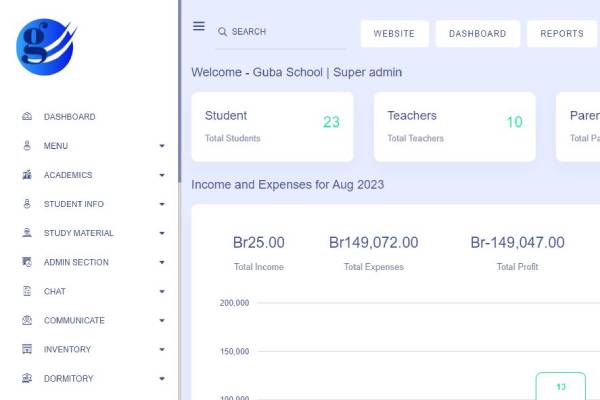 g
DASHBOARD
MENU
ACADEMICS
STUDENT INFO
STUDY MATERIAL
ADMIN SECTION
CHAT
COMMUNICATE
INVENTORY
DORMITORY
SEARCH
WEBSITE
DASHBOARD
REPORTS
Welcome - Guba School | Super admin
Student
23
Total Students
Teachers
10
Total Teachers
Paren
Total Pa
Income and Expenses for Aug 2023
Br25.00
Total Income
Br149,072.00
Total Expenses
Br-149,047.00
Total Profit
200,000
150,000
100,000
13